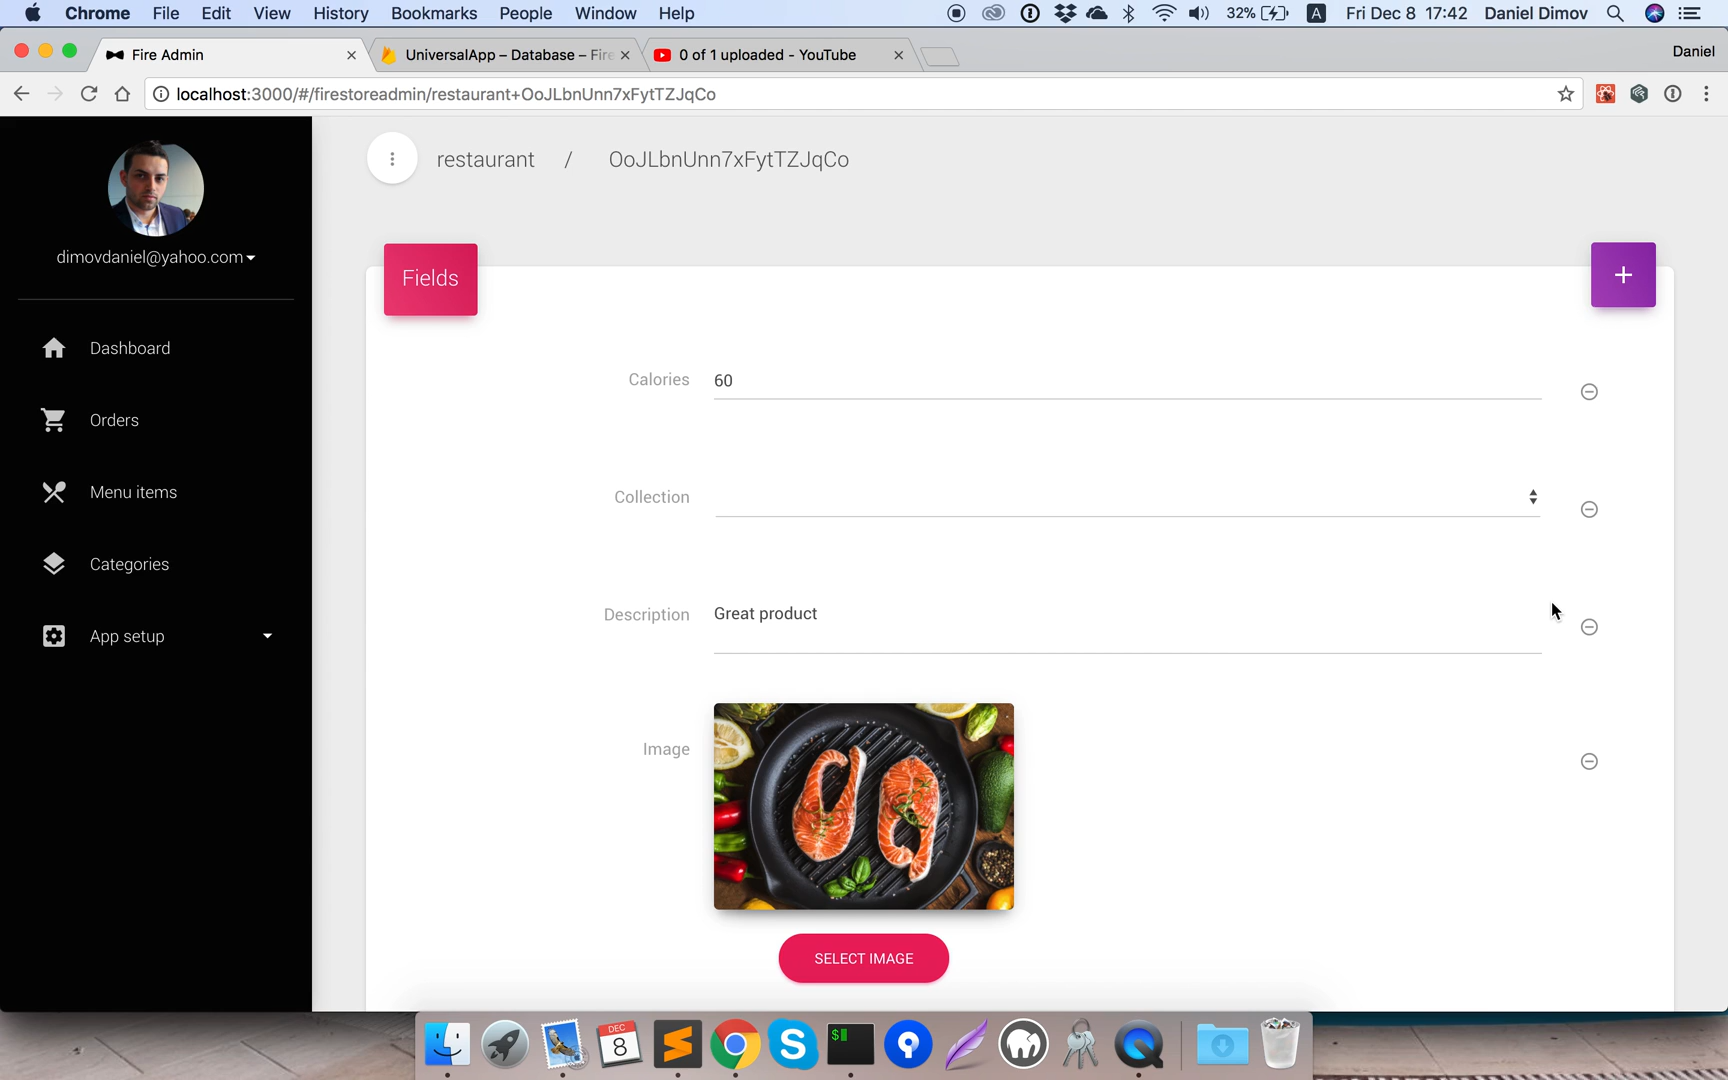 Chrome File Edit View History Bookmarks People Window Help 32% A Fri Dec 8 17:42 Daniel Dimov
Fire Admin UniversalApp – Database – Fire 0 of 1 uploaded - YouTube Daniel
localhost:3000/#/firestoreadmin/restaurant+OoJLbnUnn7xFytTZJqCo
restaurant / OoJLbnUnn7xFytTZJqCo
dimovdaniel@yahoo.com
Dashboard
Orders
Menu items
Categories
App setup
Fields
+
Calories 60
Collection
Description Great product
Image
SELECT IMAGE
DEC
8
$